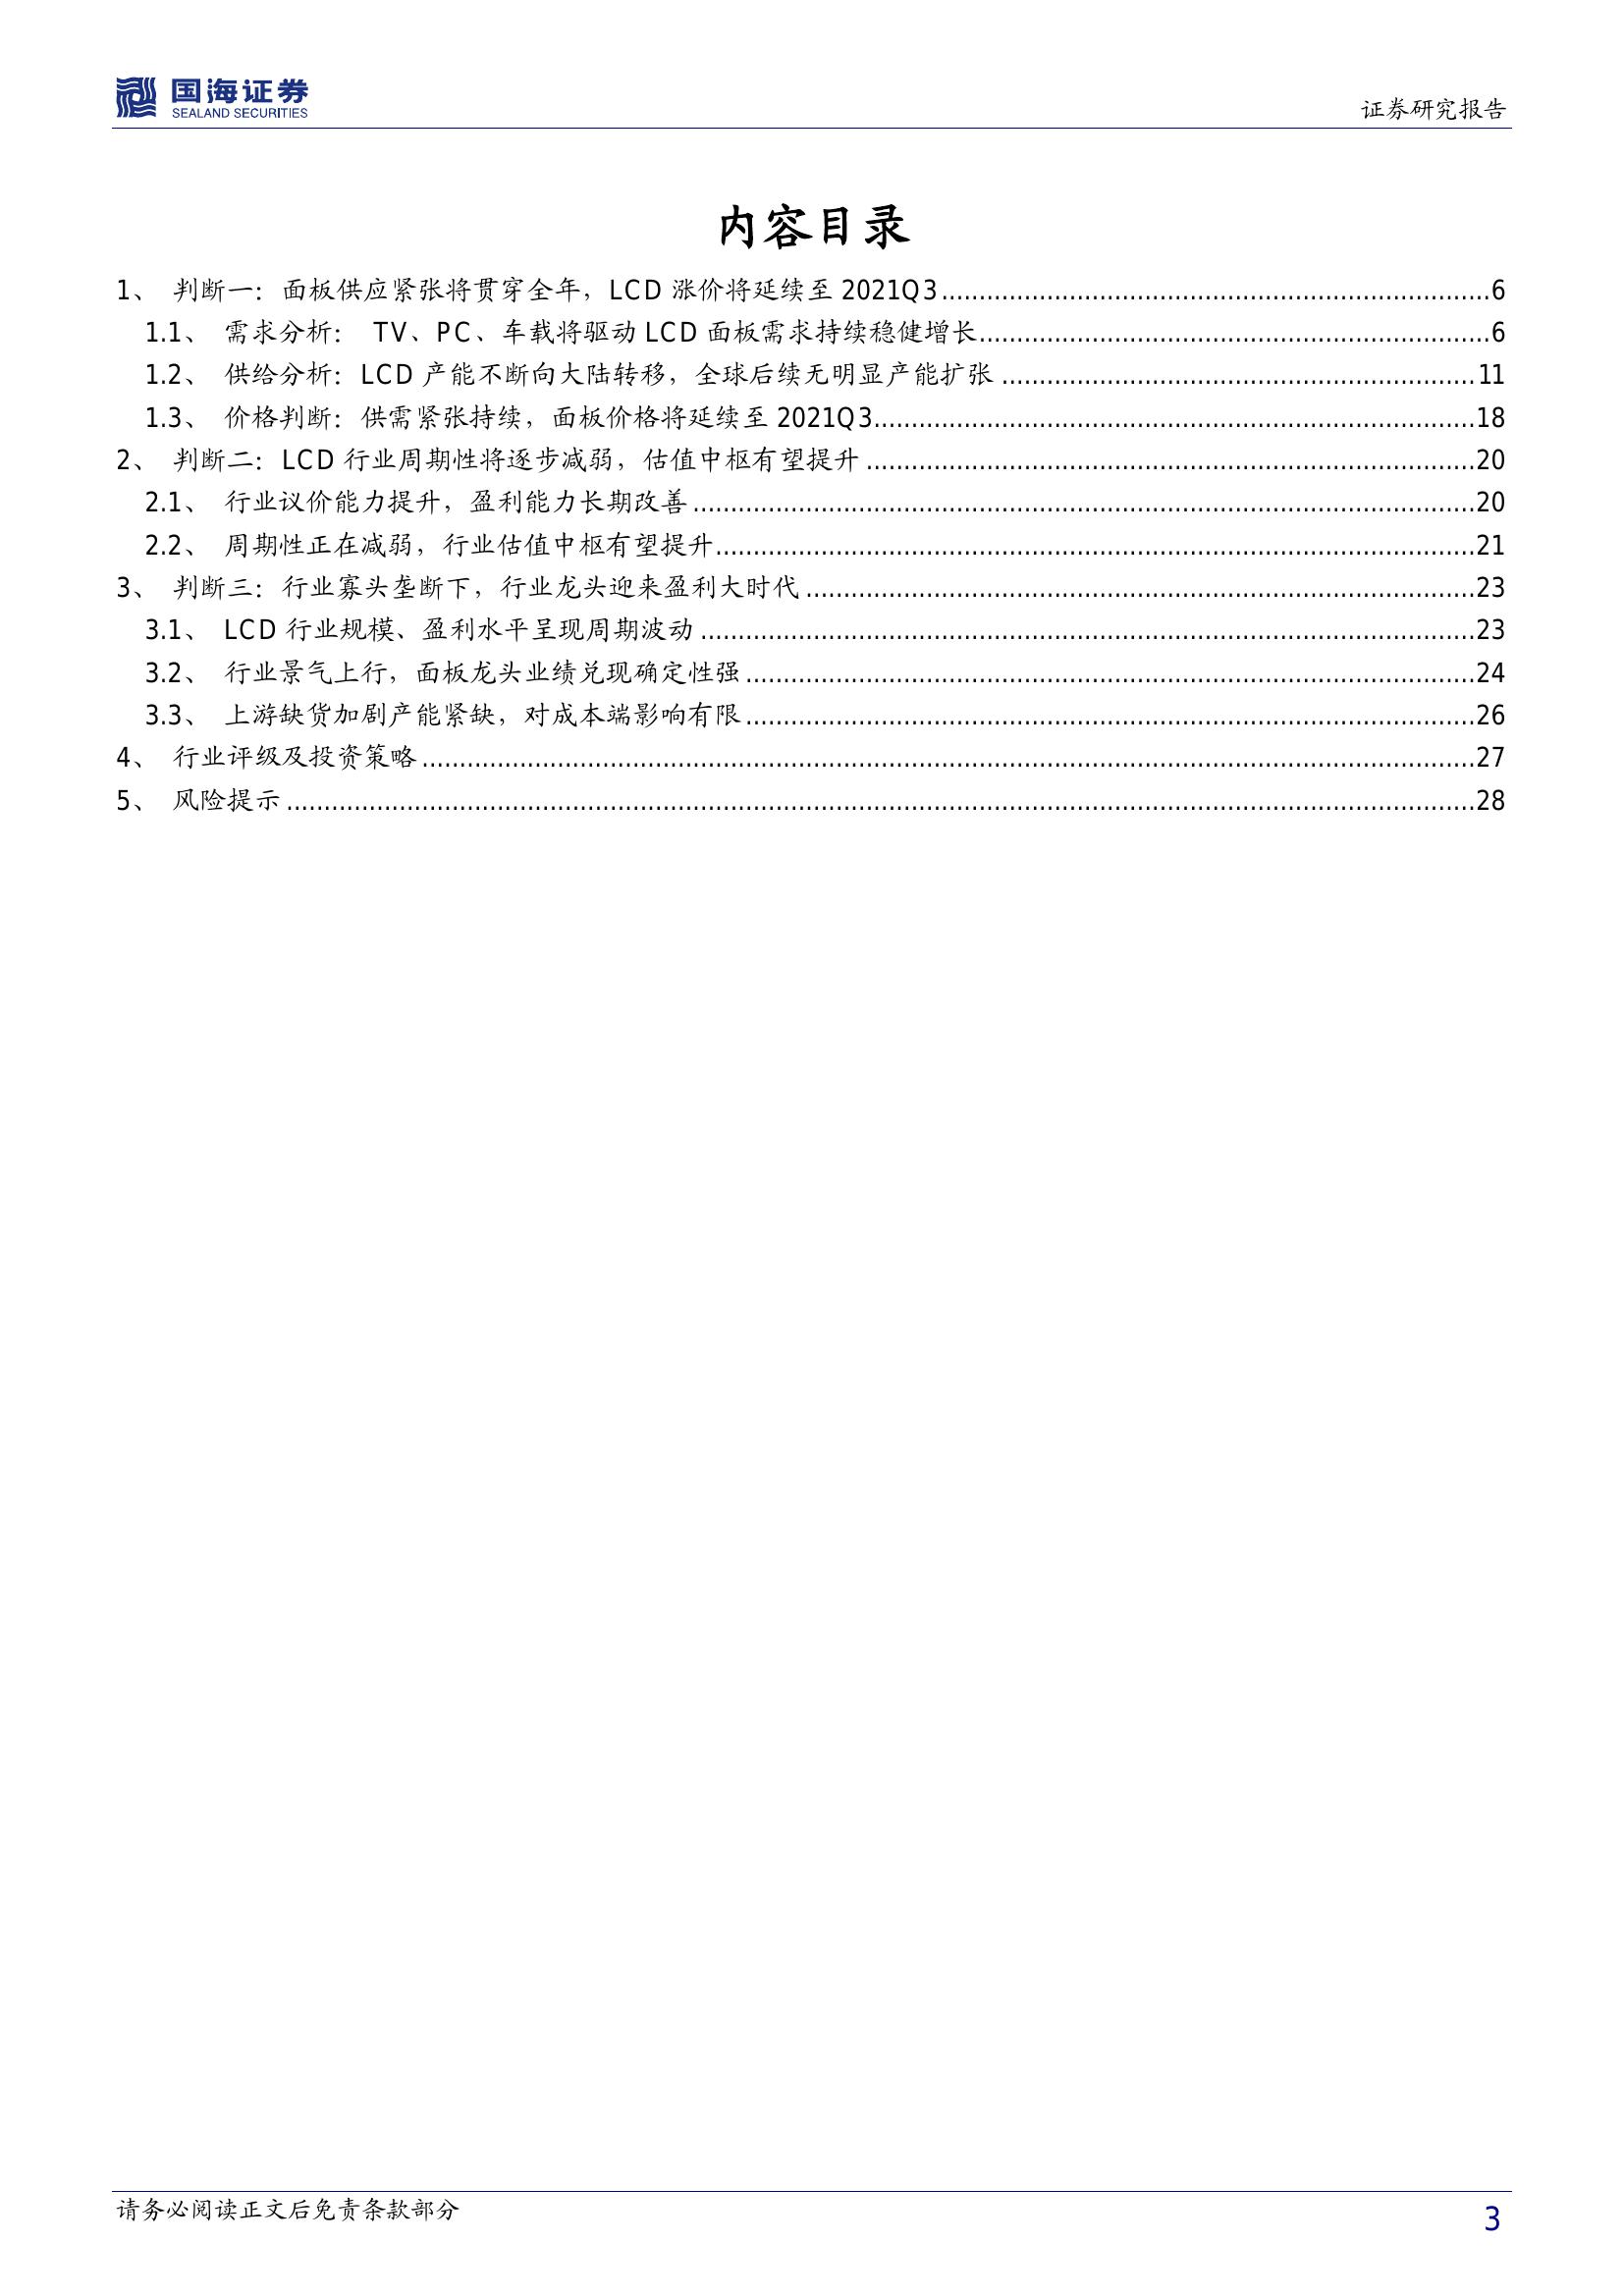 国海证券
SEALAND SECURITIES
证券研究报告
内容目录
1、 判断一：面板供应紧张将贯穿全年，LCD 涨价将延续至 2021Q3........................................6
1.1、 需求分析： TV、PC、车载将驱动 LCD 面板需求持续稳健增长........................................6
1.2、 供给分析：LCD 产能不断向大陆转移，全球后续无明显产能扩张 ........................................11
1.3、 价格判断：供需紧张持续，面板价格将延续至 2021Q3........................................18
2、 判断二：LCD 行业周期性将逐步减弱，估值中枢有望提升 ........................................20
2.1、 行业议价能力提升，盈利能力长期改善 ........................................20
2.2、 周期性正在减弱，行业估值中枢有望提升........................................21
3、 判断三：行业寡头垄断下，行业龙头迎来盈利大时代 ........................................23
3.1、 LCD 行业规模、盈利水平呈现周期波动 ........................................23
3.2、 行业景气上行，面板龙头业绩兑现确定性强 ........................................24
3.3、 上游缺货加剧产能紧缺，对成本端影响有限 ........................................26
4、 行业评级及投资策略 ........................................27
5、 风险提示 ........................................28
请务必阅读正文后免责条款部分
3